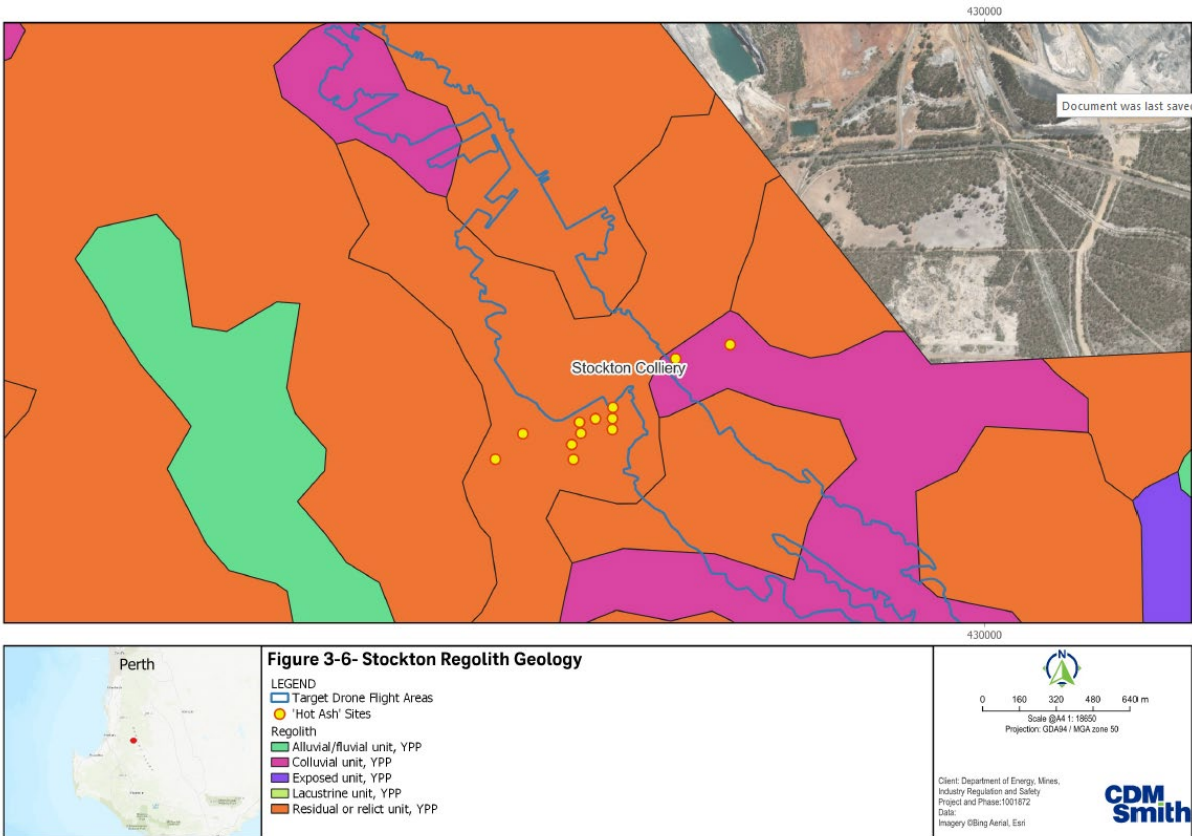 430000
Document was last save
Stockton Colliery
430000
Perth
Figure 3-6- Stockton Regolith Geology
LEGEND
Target Drone Flight Areas
'Hot Ash' Sites
Regolith
Alluvial/fluvial unit, YPP
Colluvial unit, YPP
Exposed unit, YPP
Lacustrine unit, YPP
Residual or relict unit, YPP
N
0 160 320 480 640 m
Scale @A4 1: 18650
Projection: GDA94 / MGA zone 50
Client: Department of Energy, Mines,
Industry Regulation and Safety
Project and Phase:1001872
Data:
Imagery ©Bing Aerial, Esri
CDM
Smith